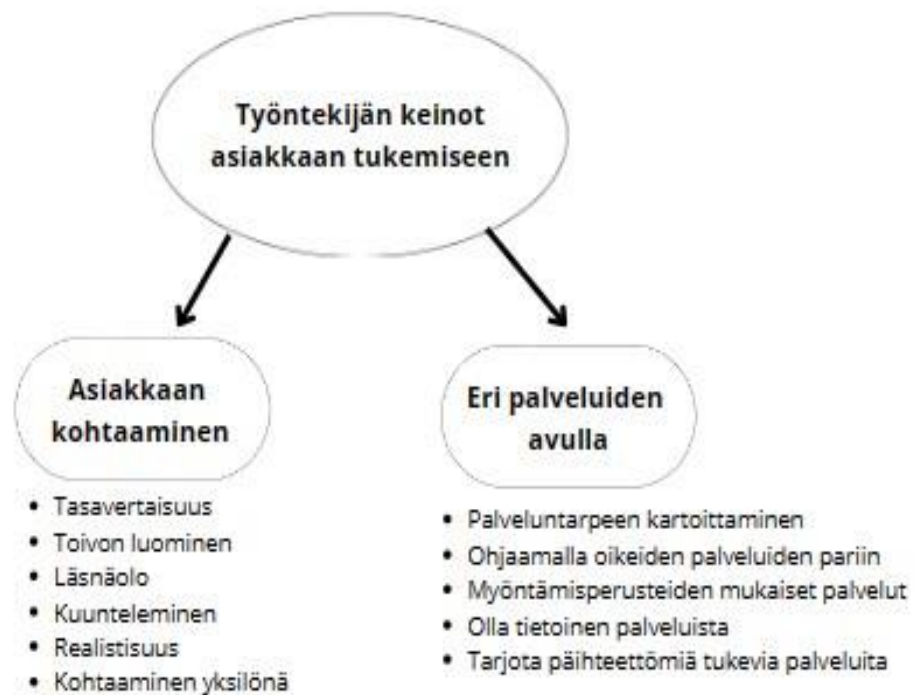 Työntekijän keinot
asiakkaan tukemiseen
Asiakkaan
kohtaaminen
• Tasavertaisuus
• Toivon luominen
• Läsnäolo
• Kuunteleminen
• Realistisuus
• Kohtaaminen yksilönä
Eri palveluiden
avulla
• Palveluntarpeen kartoittaminen
• Ohjaamalla oikeiden palveluiden pariin
• Myöntämisperusteiden mukaiset palvelut
• Olla tietoinen palveluista
• Tarjota päihteettömiä tukevia palveluita